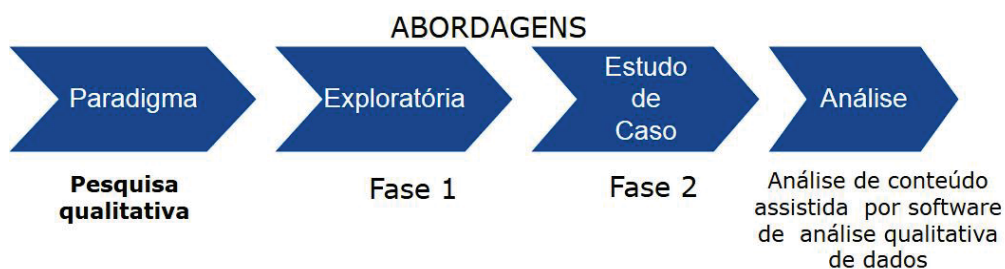 ABORDAGENS
Paradigma
Exploratória
Estudo
de
Caso
Análise
Pesquisa
qualitativa
Fase 1
Fase 2
Análise de conteúdo
assistida por software
de análise qualitativa
de dados